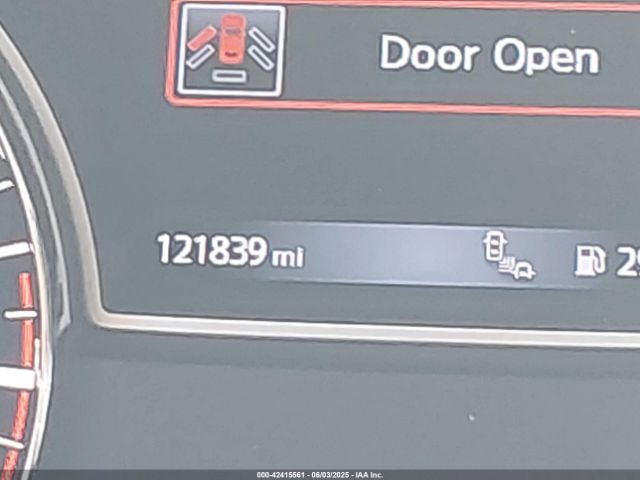 Door Open
121839 mi
000-42415561 - 06/03/2025 - IAA Inc.